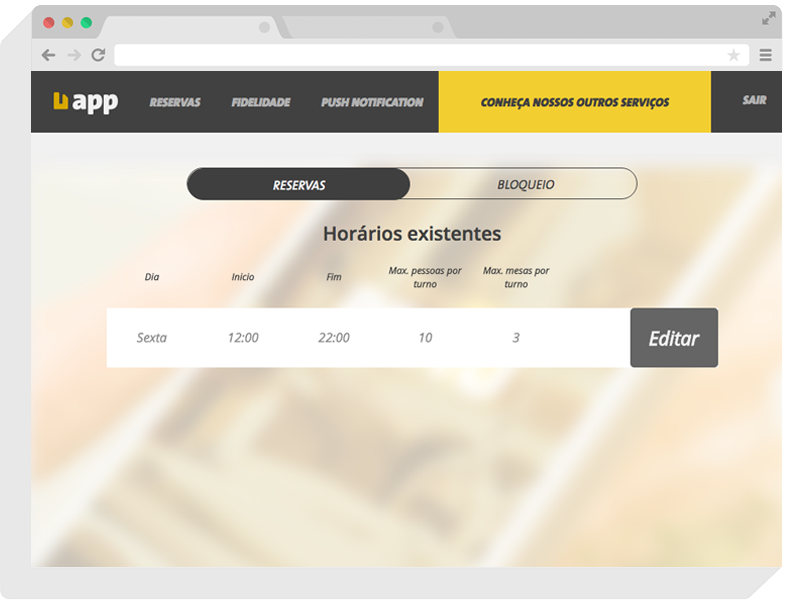 app
RESERVAS FIDELIDADE PUSH NOTIFICATION CONHEÇA NOSSOS OUTROS SERVIÇOS SAIR
RESERVAS BLOQUEIO
Horários existentes
Dia Início Fim Max. pessoas por turno Max. mesas por turno
Sexta 12:00 22:00 10 3 Editar